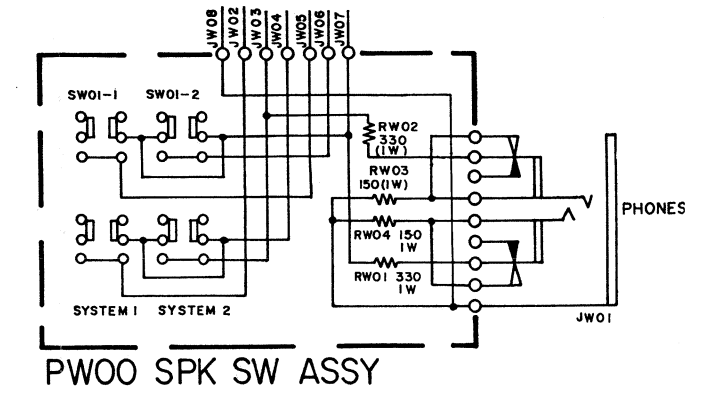 JW08
JW02
JW03
JW04
JW05
JW06
JW07
SW01-1 SW01-2
RW02
330
(1W)
RW03
150(1W)
RW04 150
1W
RW01 330
1W
PHONES
JW01
SYSTEM 1 SYSTEM 2
PW00 SPK SW ASSY